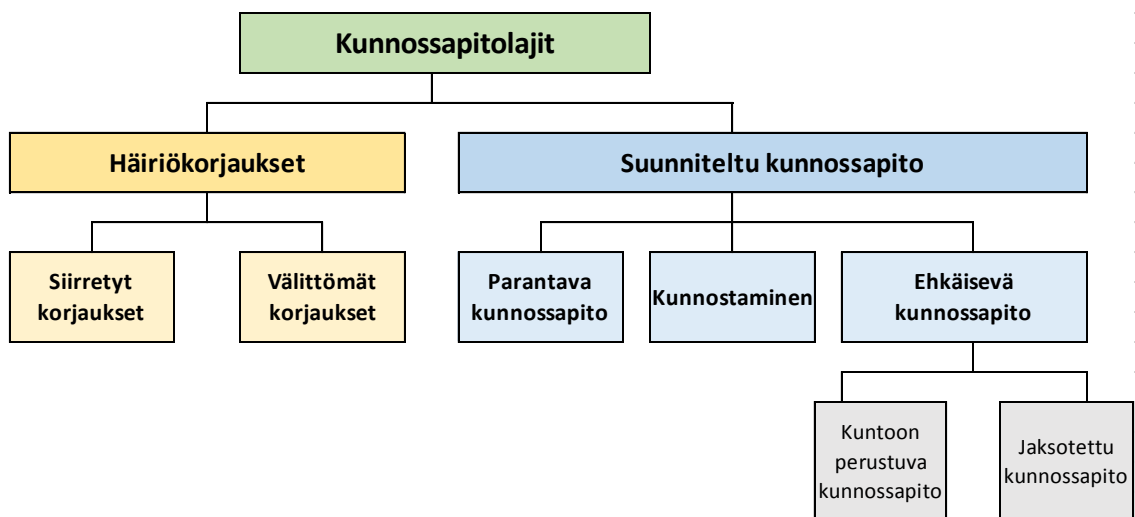 Kunnossapitolajit
Häiriökorjaukset
Suunniteltu kunnossapito
Siirretyt
korjaukset
Välittömät
korjaukset
Parantava
kunnossapito
Kunnostaminen
Ehkäisevä
kunnossapito
Kuntoon
perustuva
kunnossapito
Jaksotettu
kunnossapito